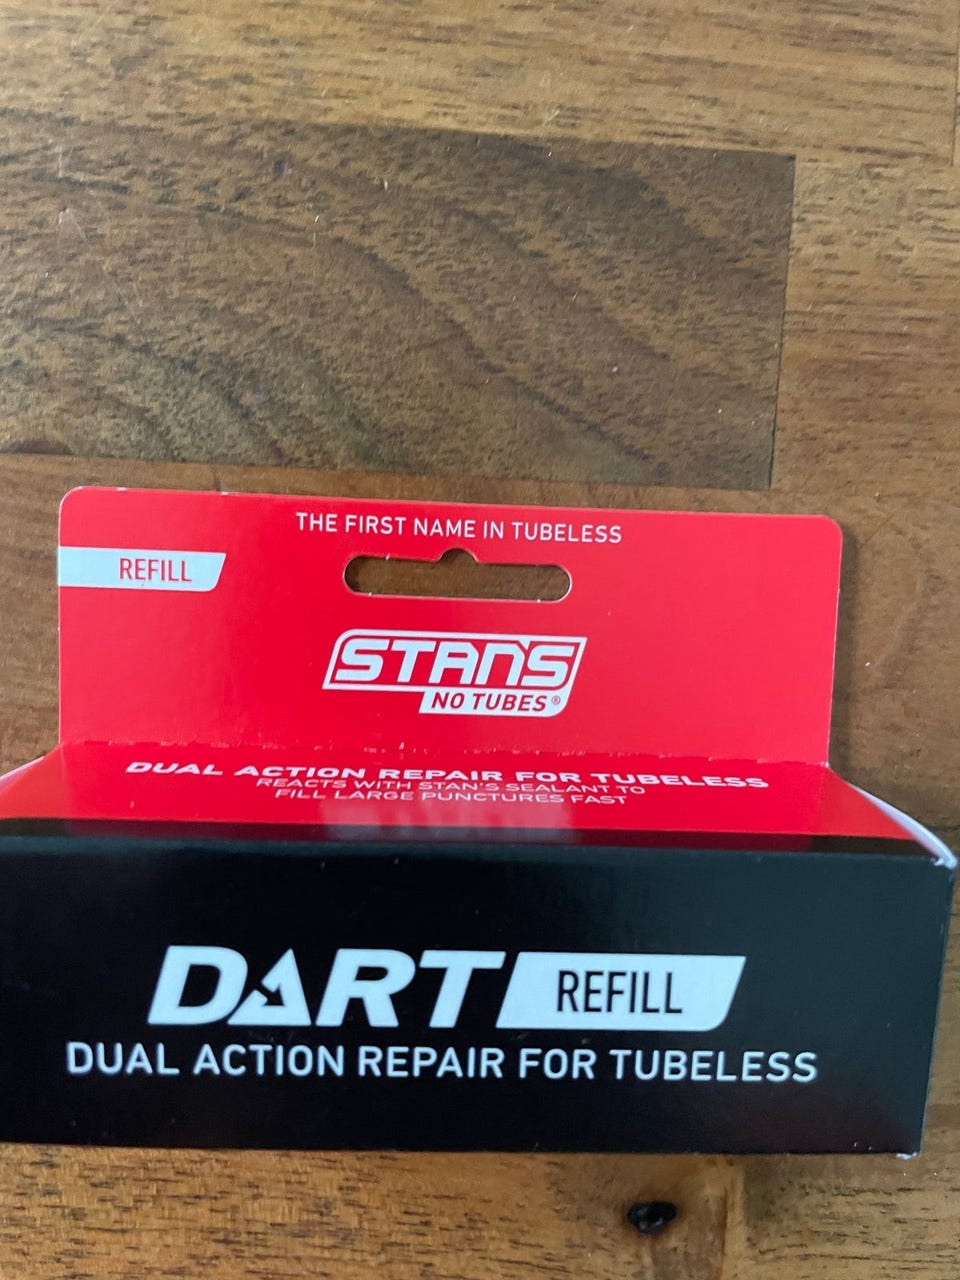 THE FIRST NAME IN TUBELESS
REFILL
STAN'S
NO TUBES®
DUAL ACTION REPAIR FOR TUBELESS
REACTS WITH STAN'S SEALANT TO
FILL LARGE PUNCTURES FAST
DART REFILL
DUAL ACTION REPAIR FOR TUBELESS